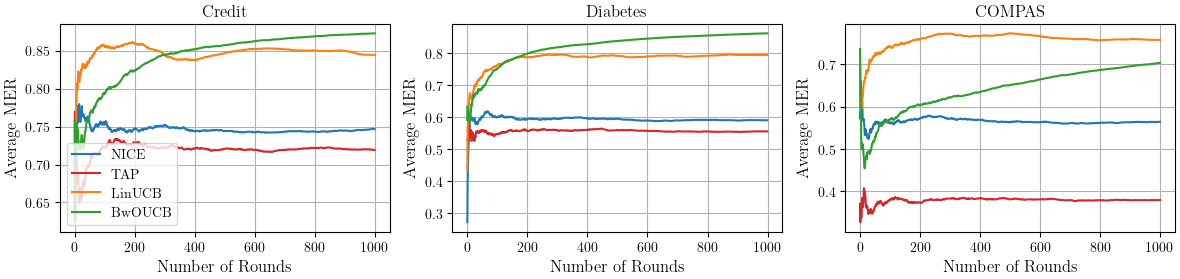 Credit
Average MER
0.85
0.80
0.75
0.70
0.65
NICE
TAP
LinUCB
BwOUCB
0 200 400 600 800 1000
Number of Rounds
Diabetes
Average MER
0.8
0.7
0.6
0.5
0.4
0.3
0 200 400 600 800 1000
Number of Rounds
COMPAS
Average MER
0.7
0.6
0.5
0.4
0 200 400 600 800 1000
Number of Rounds